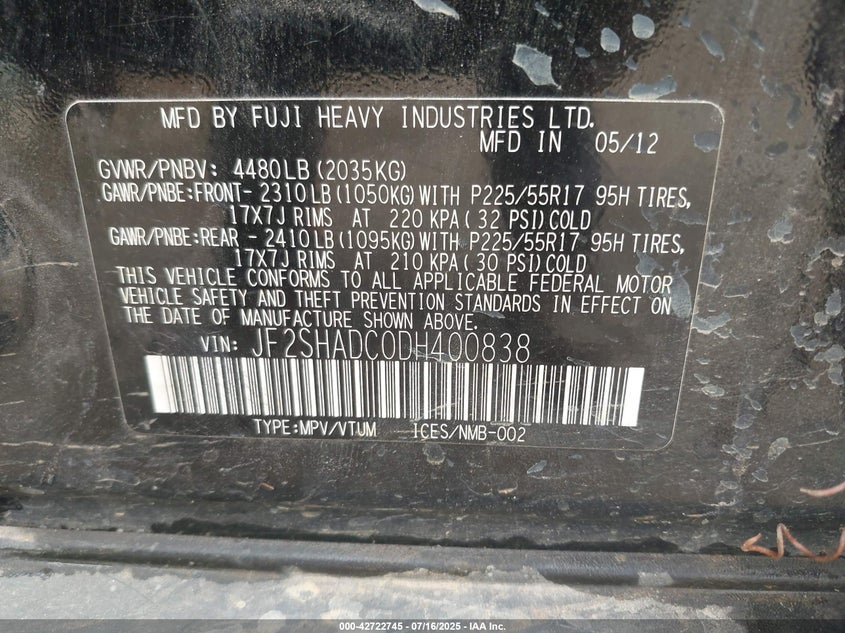 MFD BY FUJI HEAVY INDUSTRIES LTD.
MFD IN 05/12
GVWR/PNBV: 4480LB (2035KG)
GAWR/PNBE:FRONT- 2310LB(1050KG)WITH P225/55R17 95H TIRES,
17X7J RIMS AT 220 KPA( 32 PSI)COLD
GAWR/PNBE:REAR - 2410LB(1095KG)WITH P225/55R17 95H TIRES,
17X7J RIMS AT 210 KPA( 30 PSI)COLD
THIS VEHICLE CONFORMS TO ALL APPLICABLE FEDERAL MOTOR
VEHICLE SAFETY AND THEFT PREVENTION STANDARDS IN EFFECT ON
THE DATE OF MANUFACTURE SHOWN ABOVE.
VIN: JF2SHADC0DH400838
TYPE:MPV/VTUM ICES/NMB-002
000-42722745 - 07/16/2025 - IAA Inc.